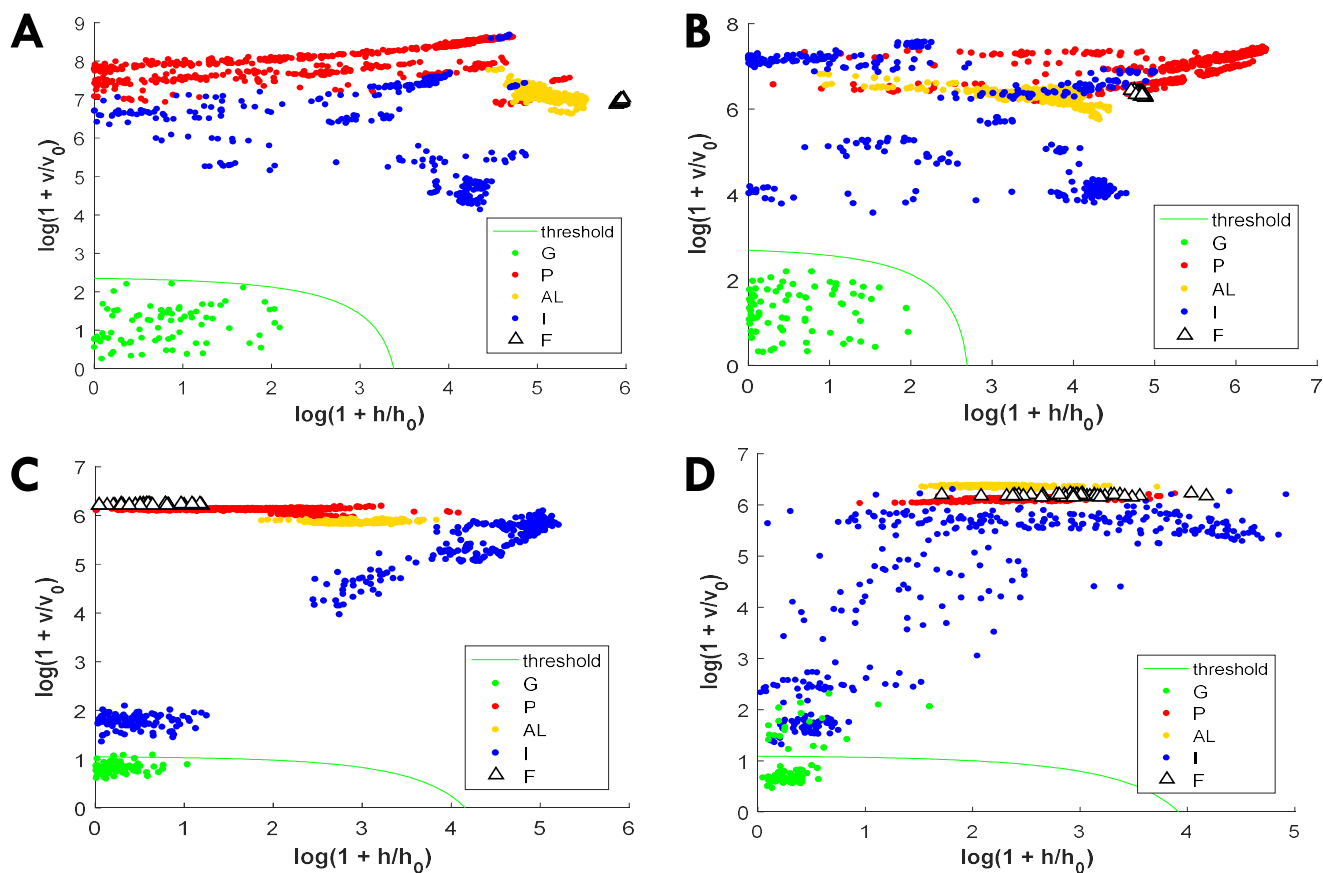 A
9
8
7
6
5
4
3
2
1
0
log(1 + v/v0)
0 1 2 3 4 5 6
log(1 + h/h0)
threshold
G
P
AL
I
F
B
8
7
6
5
4
3
2
1
0
log(1 + v/v0)
0 1 2 3 4 5 6 7
log(1 + h/h0)
threshold
G
P
AL
I
F
C
7
6
5
4
3
2
1
0
log(1 + v/v0)
0 1 2 3 4 5 6
log(1 + h/h0)
threshold
G
P
AL
I
F
D
7
6
5
4
3
2
1
0
log(1 + v/v0)
0 1 2 3 4 5
log(1 + h/h0)
threshold
G
P
AL
I
F